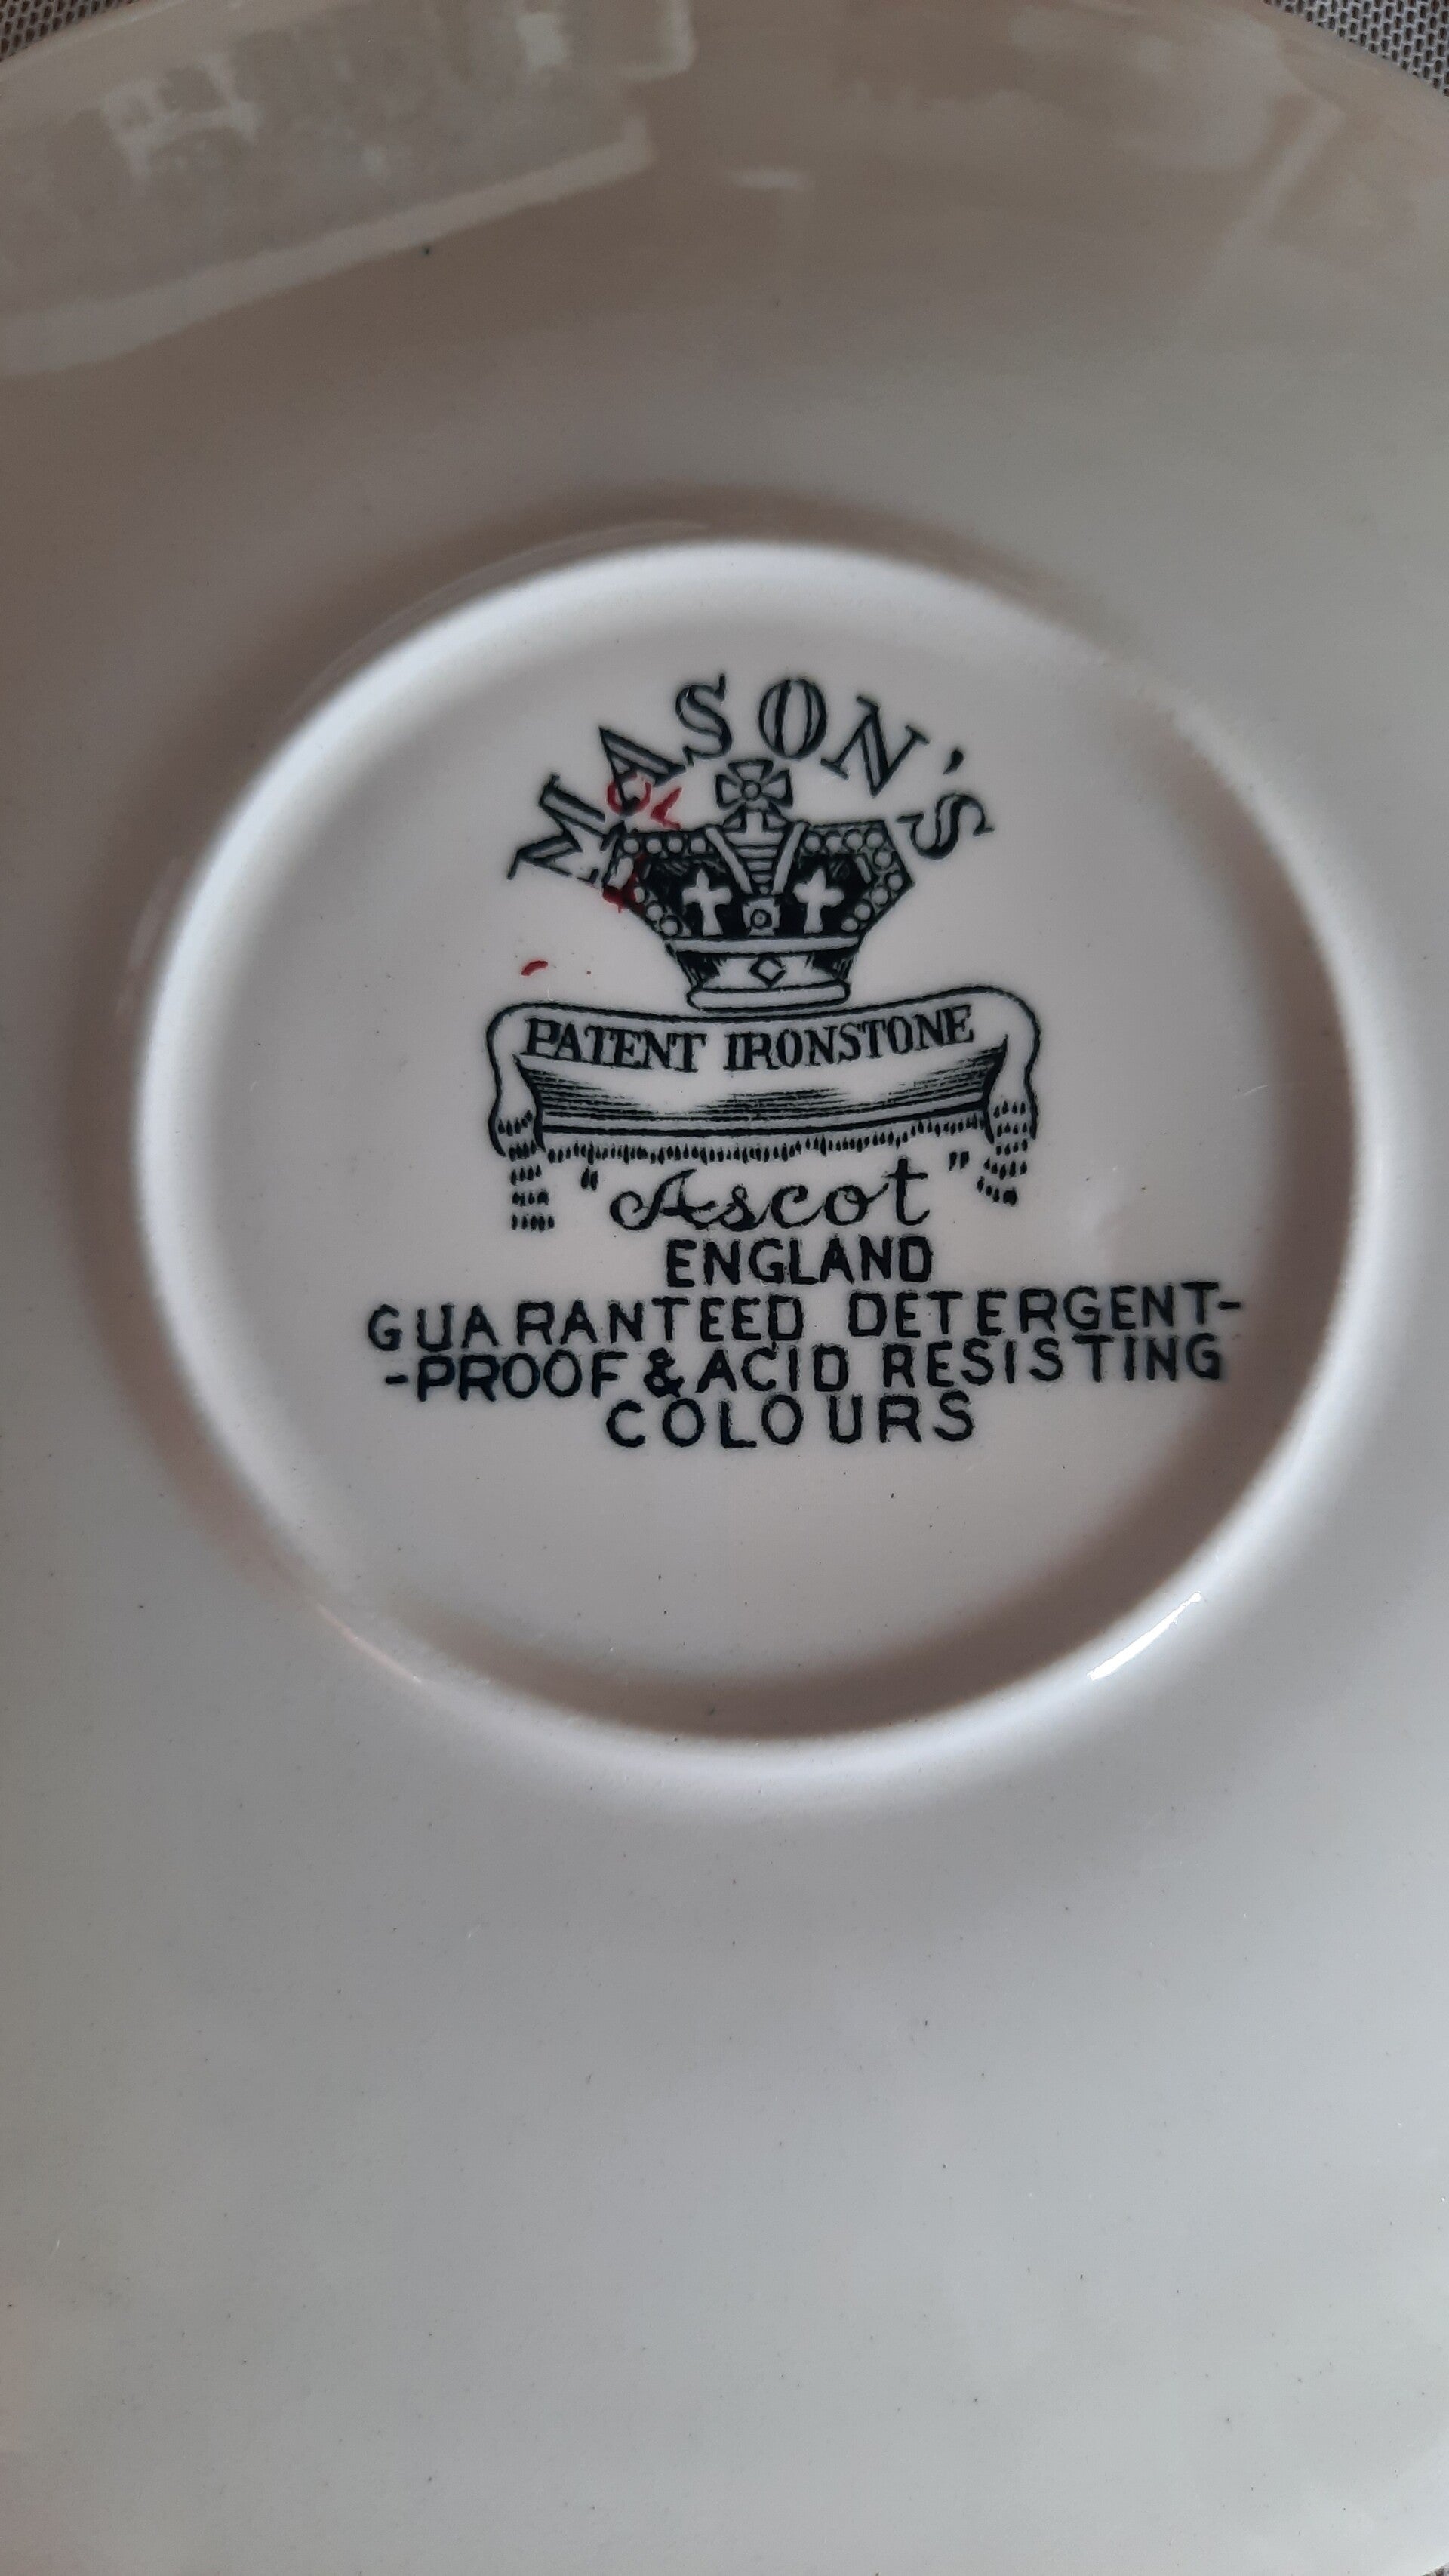 MASON'S
PATENT IRONSTONE
"Ascot"
ENGLAND
GUARANTEED DETERGENT-
-PROOF & ACID RESISTING
COLOURS